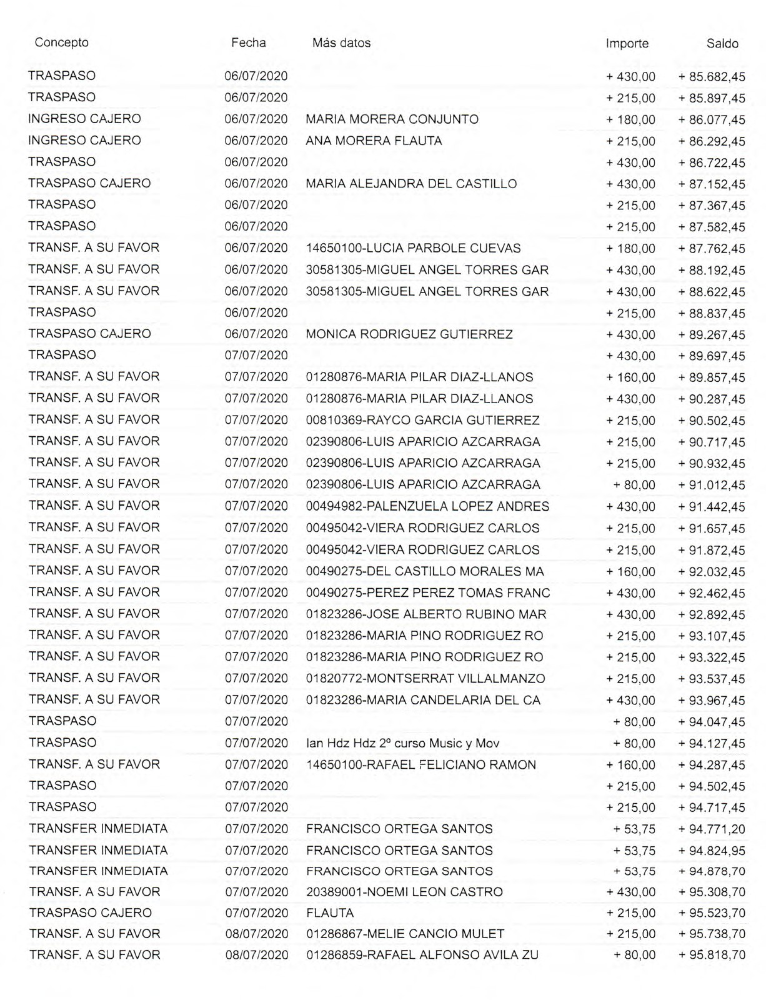 Concepto Fecha Más datos Importe Saldo
TRASPASO 06/07/2020 + 430,00 + 85.682,45
TRASPASO 06/07/2020 + 215,00 + 85.897,45
INGRESO CAJERO 06/07/2020 MARIA MORERA CONJUNTO + 180,00 + 86.077,45
INGRESO CAJERO 06/07/2020 ANA MORERA FLAUTA + 215,00 + 86.292,45
TRASPASO 06/07/2020 + 430,00 + 86.722,45
TRASPASO CAJERO 06/07/2020 MARIA ALEJANDRA DEL CASTILLO + 430,00 + 87.152,45
TRASPASO 06/07/2020 + 215,00 + 87.367,45
TRASPASO 06/07/2020 + 215,00 + 87.582,45
TRANSF. A SU FAVOR 06/07/2020 14650100-LUCIA PARBOLE CUEVAS + 180,00 + 87.762,45
TRANSF. A SU FAVOR 06/07/2020 30581305-MIGUEL ANGEL TORRES GAR + 430,00 + 88.192,45
TRANSF. A SU FAVOR 06/07/2020 30581305-MIGUEL ANGEL TORRES GAR + 430,00 + 88.622,45
TRASPASO 06/07/2020 + 215,00 + 88.837,45
TRASPASO CAJERO 06/07/2020 MONICA RODRIGUEZ GUTIERREZ + 430,00 + 89.267,45
TRASPASO 07/07/2020 + 430,00 + 89.697,45
TRANSF. A SU FAVOR 07/07/2020 01280876-MARIA PILAR DIAZ-LLANOS + 160,00 + 89.857,45
TRANSF. A SU FAVOR 07/07/2020 01280876-MARIA PILAR DIAZ-LLANOS + 430,00 + 90.287,45
TRANSF. A SU FAVOR 07/07/2020 00810369-RAYCO GARCIA GUTIERREZ + 215,00 + 90.502,45
TRANSF. A SU FAVOR 07/07/2020 02390806-LUIS APARICIO AZCARRAGA + 215,00 + 90.717,45
TRANSF. A SU FAVOR 07/07/2020 02390806-LUIS APARICIO AZCARRAGA + 215,00 + 90.932,45
TRANSF. A SU FAVOR 07/07/2020 02390806-LUIS APARICIO AZCARRAGA + 80,00 + 91.012,45
TRANSF. A SU FAVOR 07/07/2020 00494982-PALENZUELA LOPEZ ANDRES + 430,00 + 91.442,45
TRANSF. A SU FAVOR 07/07/2020 00495042-VIERA RODRIGUEZ CARLOS + 215,00 + 91.657,45
TRANSF. A SU FAVOR 07/07/2020 00495042-VIERA RODRIGUEZ CARLOS + 215,00 + 91.872,45
TRANSF. A SU FAVOR 07/07/2020 00490275-DEL CASTILLO MORALES MA + 160,00 + 92.032,45
TRANSF. A SU FAVOR 07/07/2020 00490275-PEREZ PEREZ TOMAS FRANC + 430,00 + 92.462,45
TRANSF. A SU FAVOR 07/07/2020 01823286-JOSE ALBERTO RUBINO MAR + 430,00 + 92.892,45
TRANSF. A SU FAVOR 07/07/2020 01823286-MARIA PINO RODRIGUEZ RO + 215,00 + 93.107,45
TRANSF. A SU FAVOR 07/07/2020 01823286-MARIA PINO RODRIGUEZ RO + 215,00 + 93.322,45
TRANSF. A SU FAVOR 07/07/2020 01820772-MONTSERRAT VILLALMANZO + 215,00 + 93.537,45
TRANSF. A SU FAVOR 07/07/2020 01823286-MARIA CANDELARIA DEL CA + 430,00 + 93.967,45
TRASPASO 07/07/2020 + 80,00 + 94.047,45
TRASPASO 07/07/2020 Ian Hdz Hdz 2º curso Music y Mov + 80,00 + 94.127,45
TRANSF. A SU FAVOR 07/07/2020 14650100-RAFAEL FELICIANO RAMON + 160,00 + 94.287,45
TRASPASO 07/07/2020 + 215,00 + 94.502,45
TRASPASO 07/07/2020 + 215,00 + 94.717,45
TRANSFER INMEDIATA 07/07/2020 FRANCISCO ORTEGA SANTOS + 53,75 + 94.771,20
TRANSFER INMEDIATA 07/07/2020 FRANCISCO ORTEGA SANTOS + 53,75 + 94.824,95
TRANSFER INMEDIATA 07/07/2020 FRANCISCO ORTEGA SANTOS + 53,75 + 94.878,70
TRANSF. A SU FAVOR 07/07/2020 20389001-NOEMI LEON CASTRO + 430,00 + 95.308,70
TRASPASO CAJERO 07/07/2020 FLAUTA + 215,00 + 95.523,70
TRANSF. A SU FAVOR 08/07/2020 01286867-MELIE CANCIO MULET + 215,00 + 95.738,70
TRANSF. A SU FAVOR 08/07/2020 01286859-RAFAEL ALFONSO AVILA ZU + 80,00 + 95.818,70